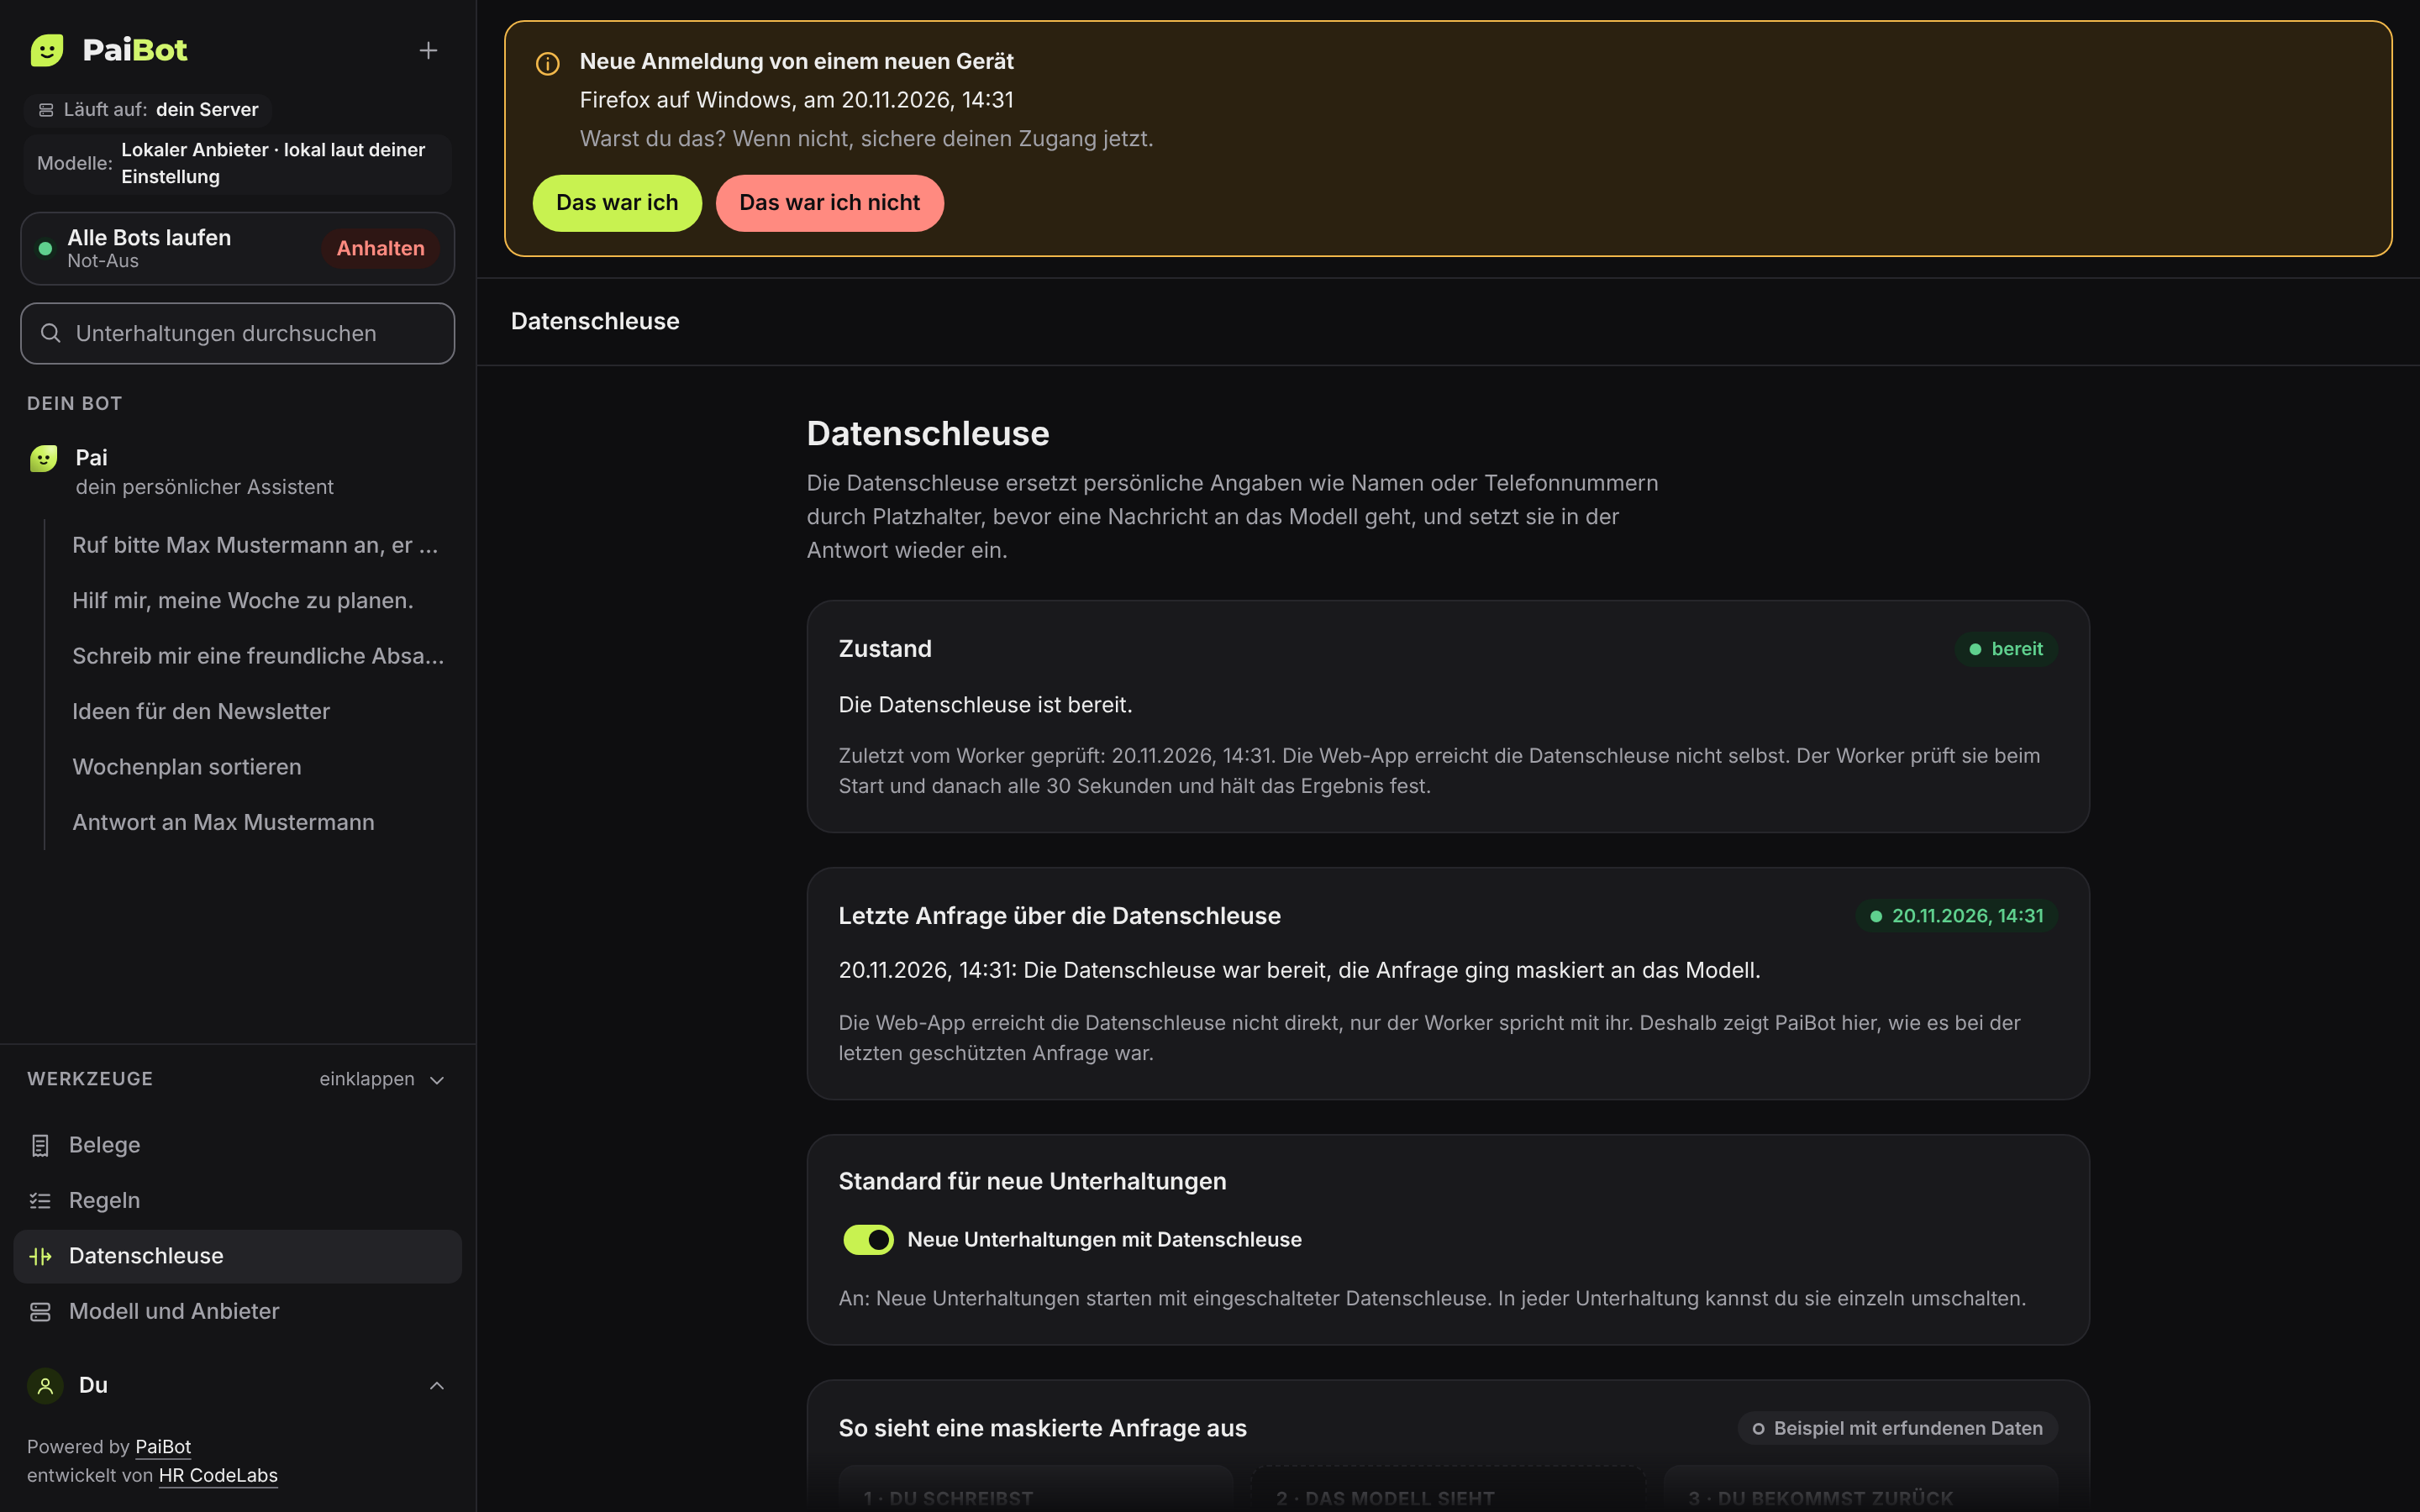 PaiBot
Läuft auf: dein Server
Modelle: Lokaler Anbieter · lokal laut deiner
Einstellung
Alle Bots laufen
Not-Aus
Anhalten
Unterhaltungen durchsuchen
DEIN BOT
Pai
dein persönlicher Assistent
Ruf bitte Max Mustermann an, er ...
Hilf mir, meine Woche zu planen.
Schreib mir eine freundliche Absa...
Ideen für den Newsletter
Wochenplan sortieren
Antwort an Max Mustermann
WERKZEUGE
einklappen
Belege
Regeln
Datenschleuse
Modell und Anbieter
Du
Powered by PaiBot
entwickelt von HR CodeLabs
Neue Anmeldung von einem neuen Gerät
Firefox auf Windows, am 20.11.2026, 14:31
Warst du das? Wenn nicht, sichere deinen Zugang jetzt.
Das war ich
Das war ich nicht
Datenschleuse
Datenschleuse
Die Datenschleuse ersetzt persönliche Angaben wie Namen oder Telefonnummern
durch Platzhalter, bevor eine Nachricht an das Modell geht, und setzt sie in der
Antwort wieder ein.
Zustand
bereit
Die Datenschleuse ist bereit.
Zuletzt vom Worker geprüft: 20.11.2026, 14:31. Die Web-App erreicht die Datenschleuse nicht selbst. Der Worker prüft sie beim
Start und danach alle 30 Sekunden und hält das Ergebnis fest.
Letzte Anfrage über die Datenschleuse
20.11.2026, 14:31
20.11.2026, 14:31: Die Datenschleuse war bereit, die Anfrage ging maskiert an das Modell.
Die Web-App erreicht die Datenschleuse nicht direkt, nur der Worker spricht mit ihr. Deshalb zeigt PaiBot hier, wie es bei der
letzten geschützten Anfrage war.
Standard für neue Unterhaltungen
Neue Unterhaltungen mit Datenschleuse
An: Neue Unterhaltungen starten mit eingeschalteter Datenschleuse. In jeder Unterhaltung kannst du sie einzeln umschalten.
So sieht eine maskierte Anfrage aus
Beispiel mit erfundenen Daten
1 · DU SCHREIBST
2 · DAS MODELL SIEHT
3 · DU BEKOMMST ZURÜCK